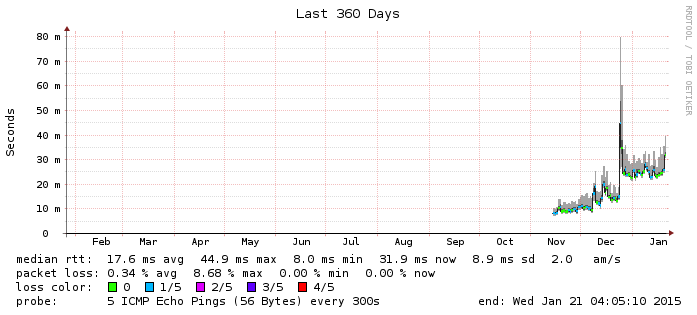 Last 360 Days
RRDTOOL / TOBI OETIKER
Seconds
80 m
70 m
60 m
50 m
40 m
30 m
20 m
10 m
0
Feb Mar Apr May Jun Jul Aug Sep Oct Nov Dec Jan
median rtt: 17.6 ms avg 44.9 ms max 8.0 ms min 31.9 ms now 8.9 ms sd 2.0 am/s
packet loss: 0.34 % avg 8.68 % max 0.00 % min 0.00 % now
loss color: 0 1/5 2/5 3/5 4/5
probe: 5 ICMP Echo Pings (56 Bytes) every 300s end: Wed Jan 21 04:05:10 2015